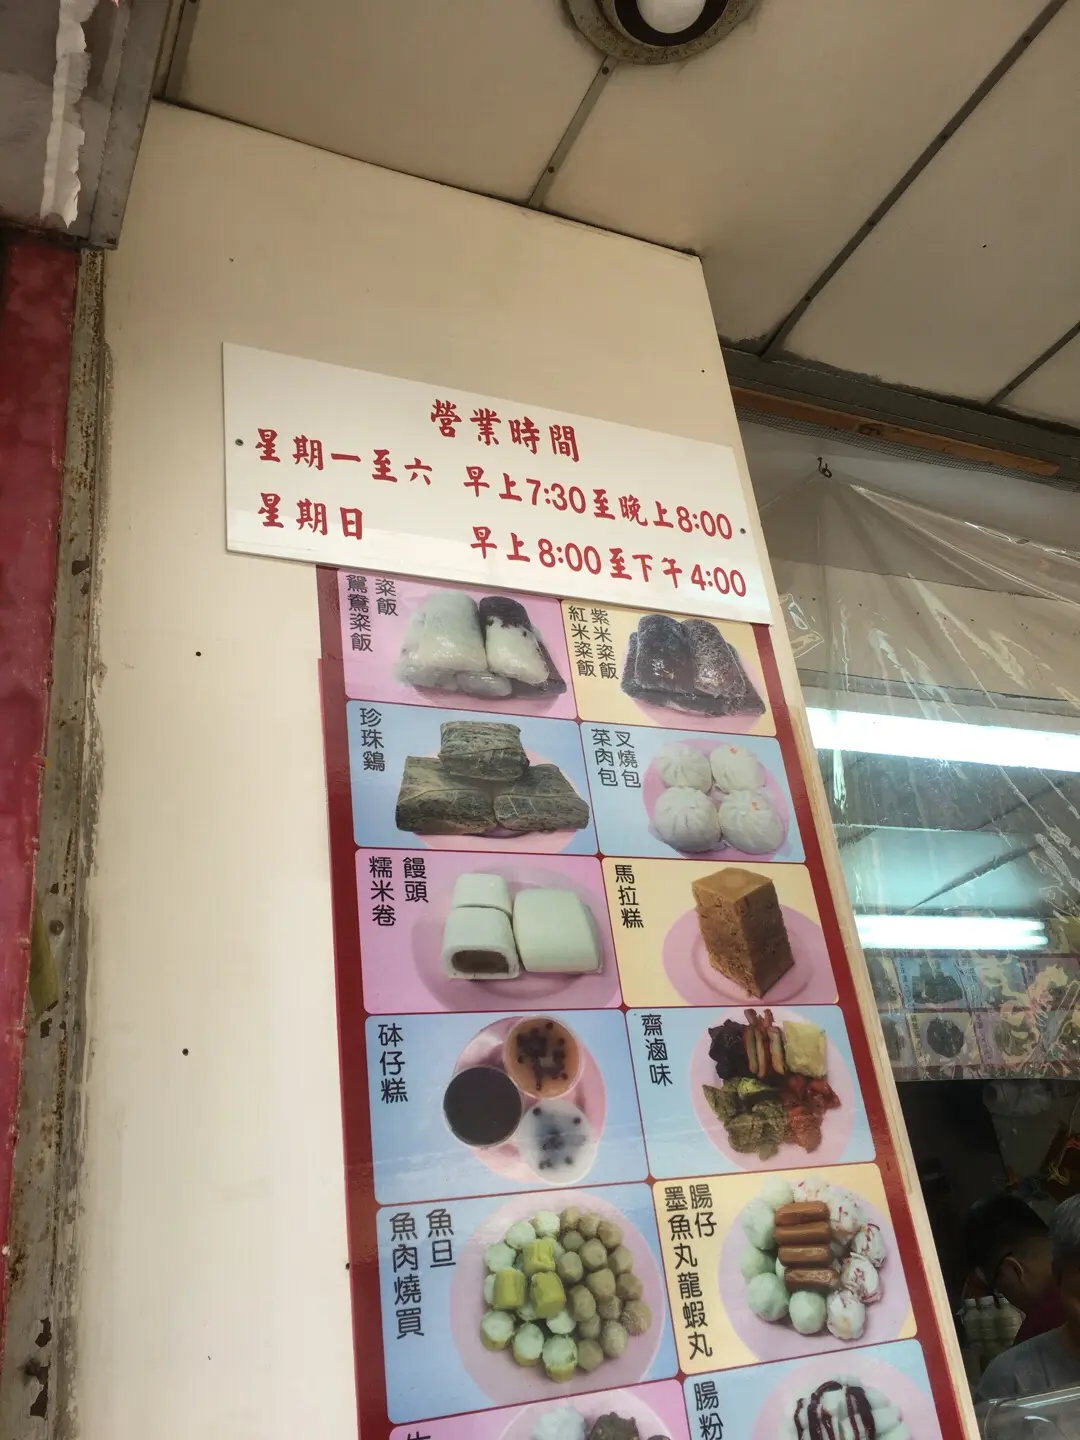 營業時間
星期一至六 早上7:30至晚上8:00
星期日 早上8:00至下午4:00
粢飯
鴛鴦粢飯
紫米粢飯
紅米粢飯
珍珠鷄
叉燒包
菜肉包
饅頭
糯米卷
馬拉糕
砵仔糕
齋滷味
魚旦
魚肉燒買
腸仔
墨魚丸龍蝦丸
腸粉